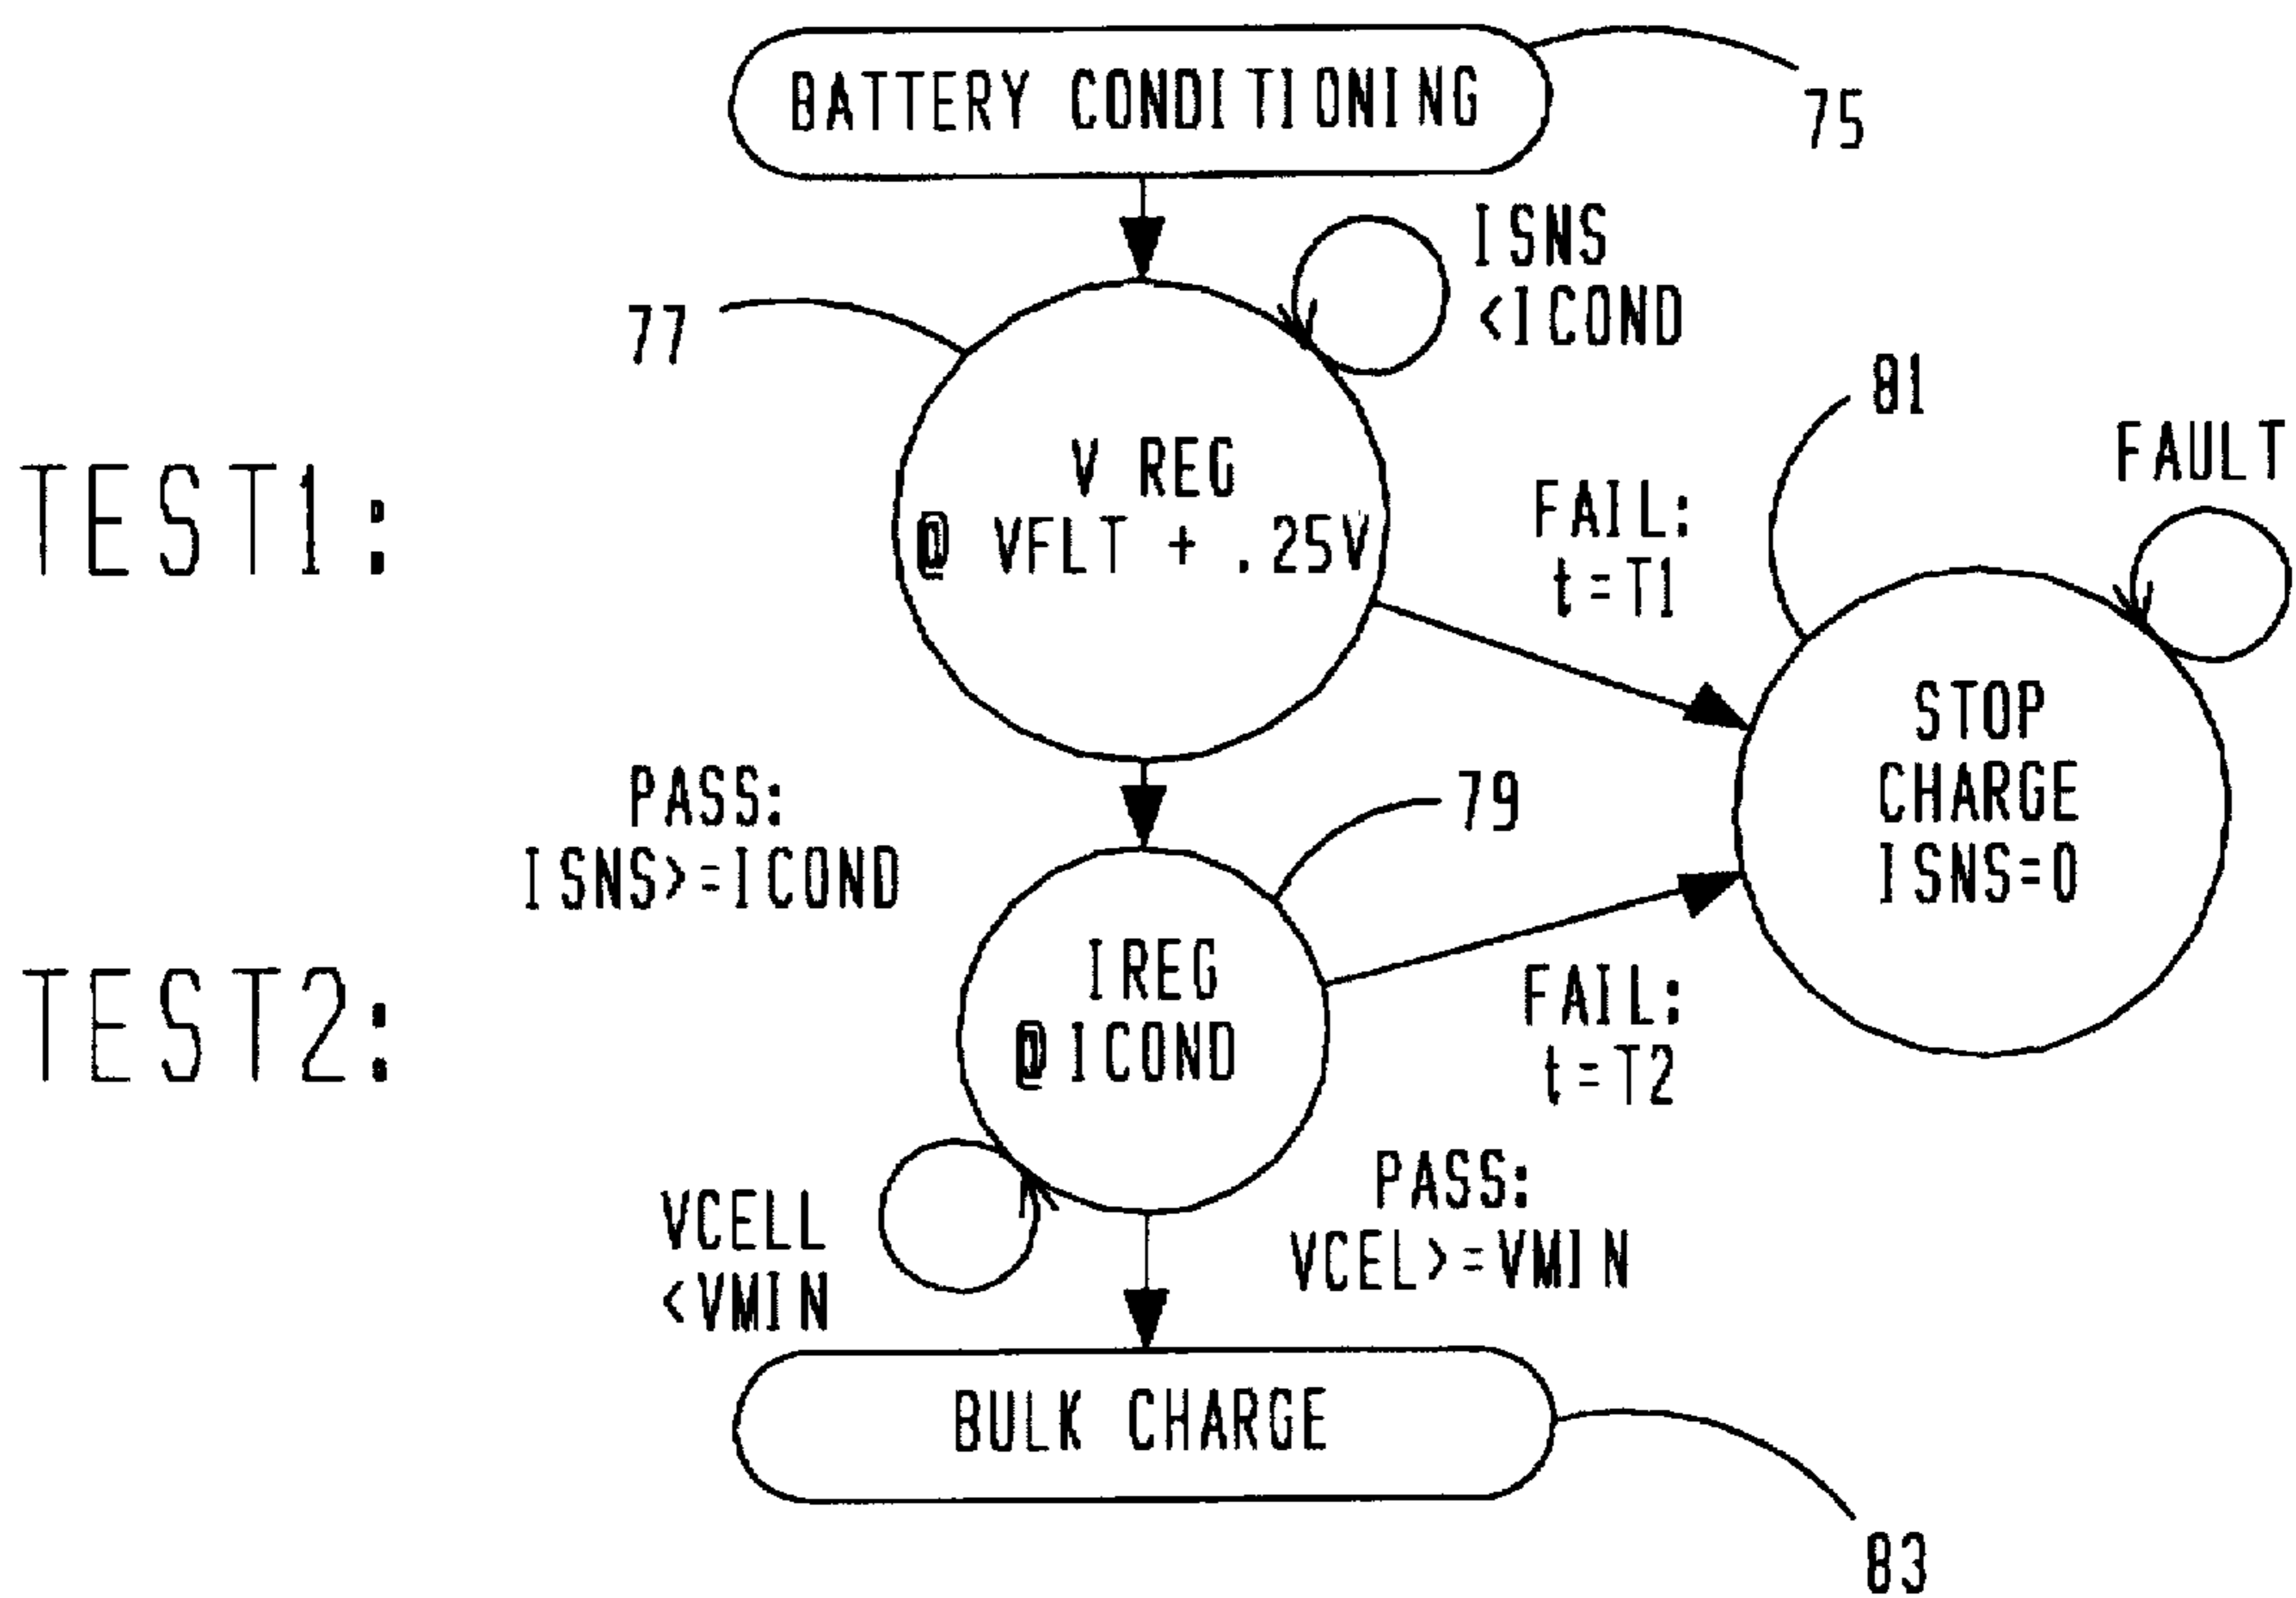 BATTERY CONDITIONING
75
ISNS
<ICOND
77
81
FAULT
V REG
@ VFLT + .25V
TEST1:
FAIL:
t=T1
STOP
CHARGE
ISNS=0
PASS:
ISNS>=ICOND
79
IREG
@ICOND
TEST2:
FAIL:
t=T2
VCELL
<VMIN
PASS:
VCEL>=VMIN
BULK CHARGE
83